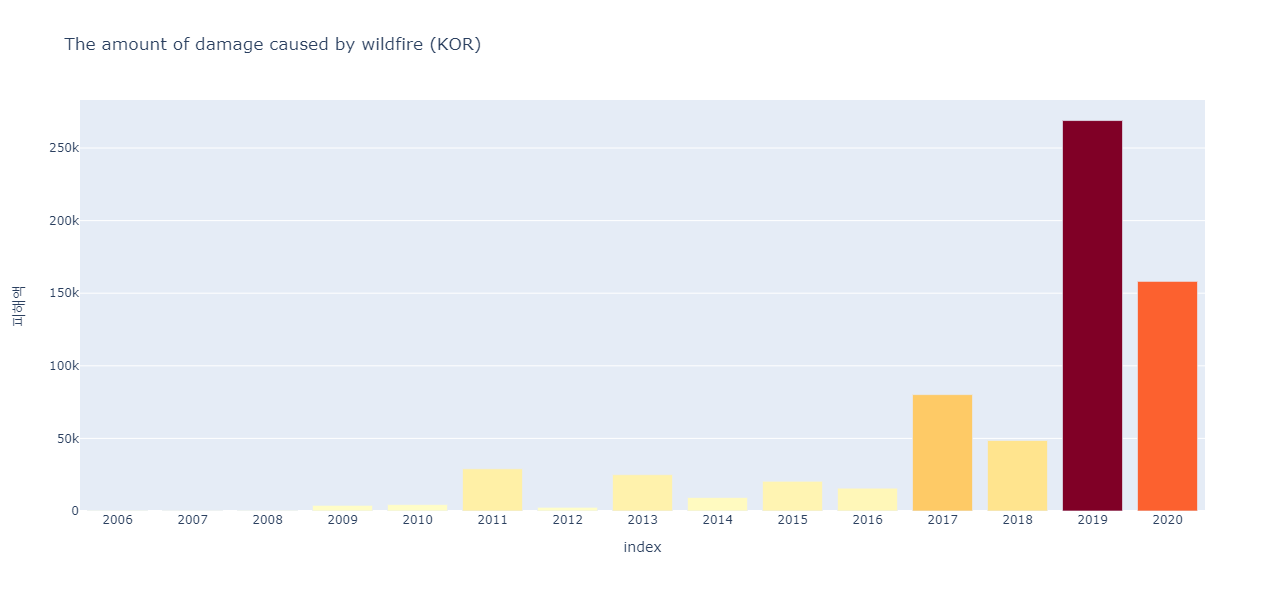 The amount of damage caused by wildfire (KOR)
250k
200k
150k
100k
50k
0
피해액
2006 2007 2008 2009 2010 2011 2012 2013 2014 2015 2016 2017 2018 2019 2020
index